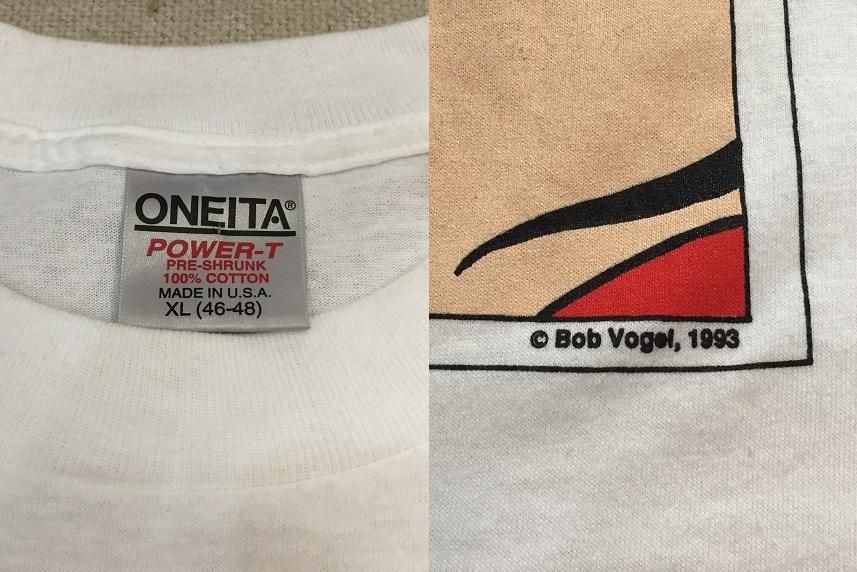 ONEITA®
POWER-T
PRE-SHRUNK
100% COTTON
MADE IN U.S.A.
XL (46-48)
© Bob Vogel, 1993